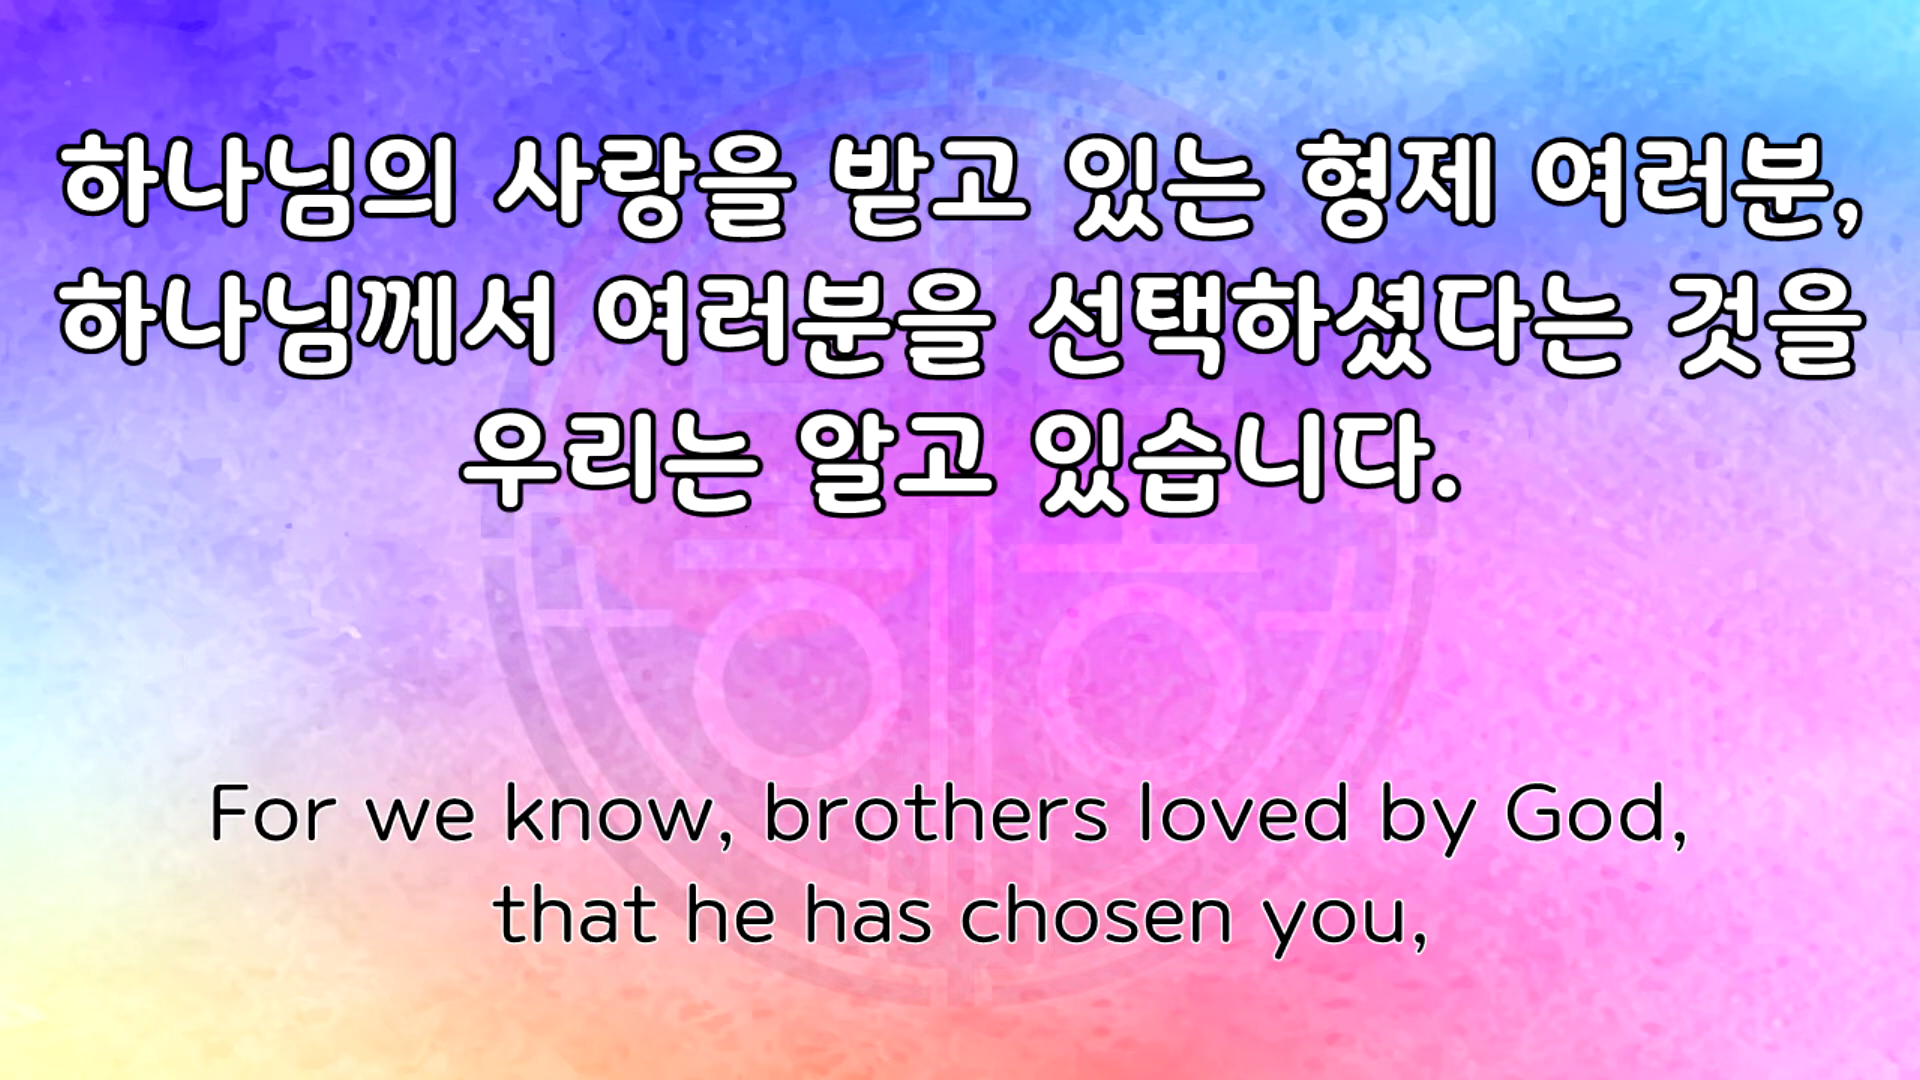 하나님의 사랑을 받고 있는 형제 여러분,
하나님께서 여러분을 선택하셨다는 것을
우리는 알고 있습니다.
For we know, brothers loved by God,
that he has chosen you,